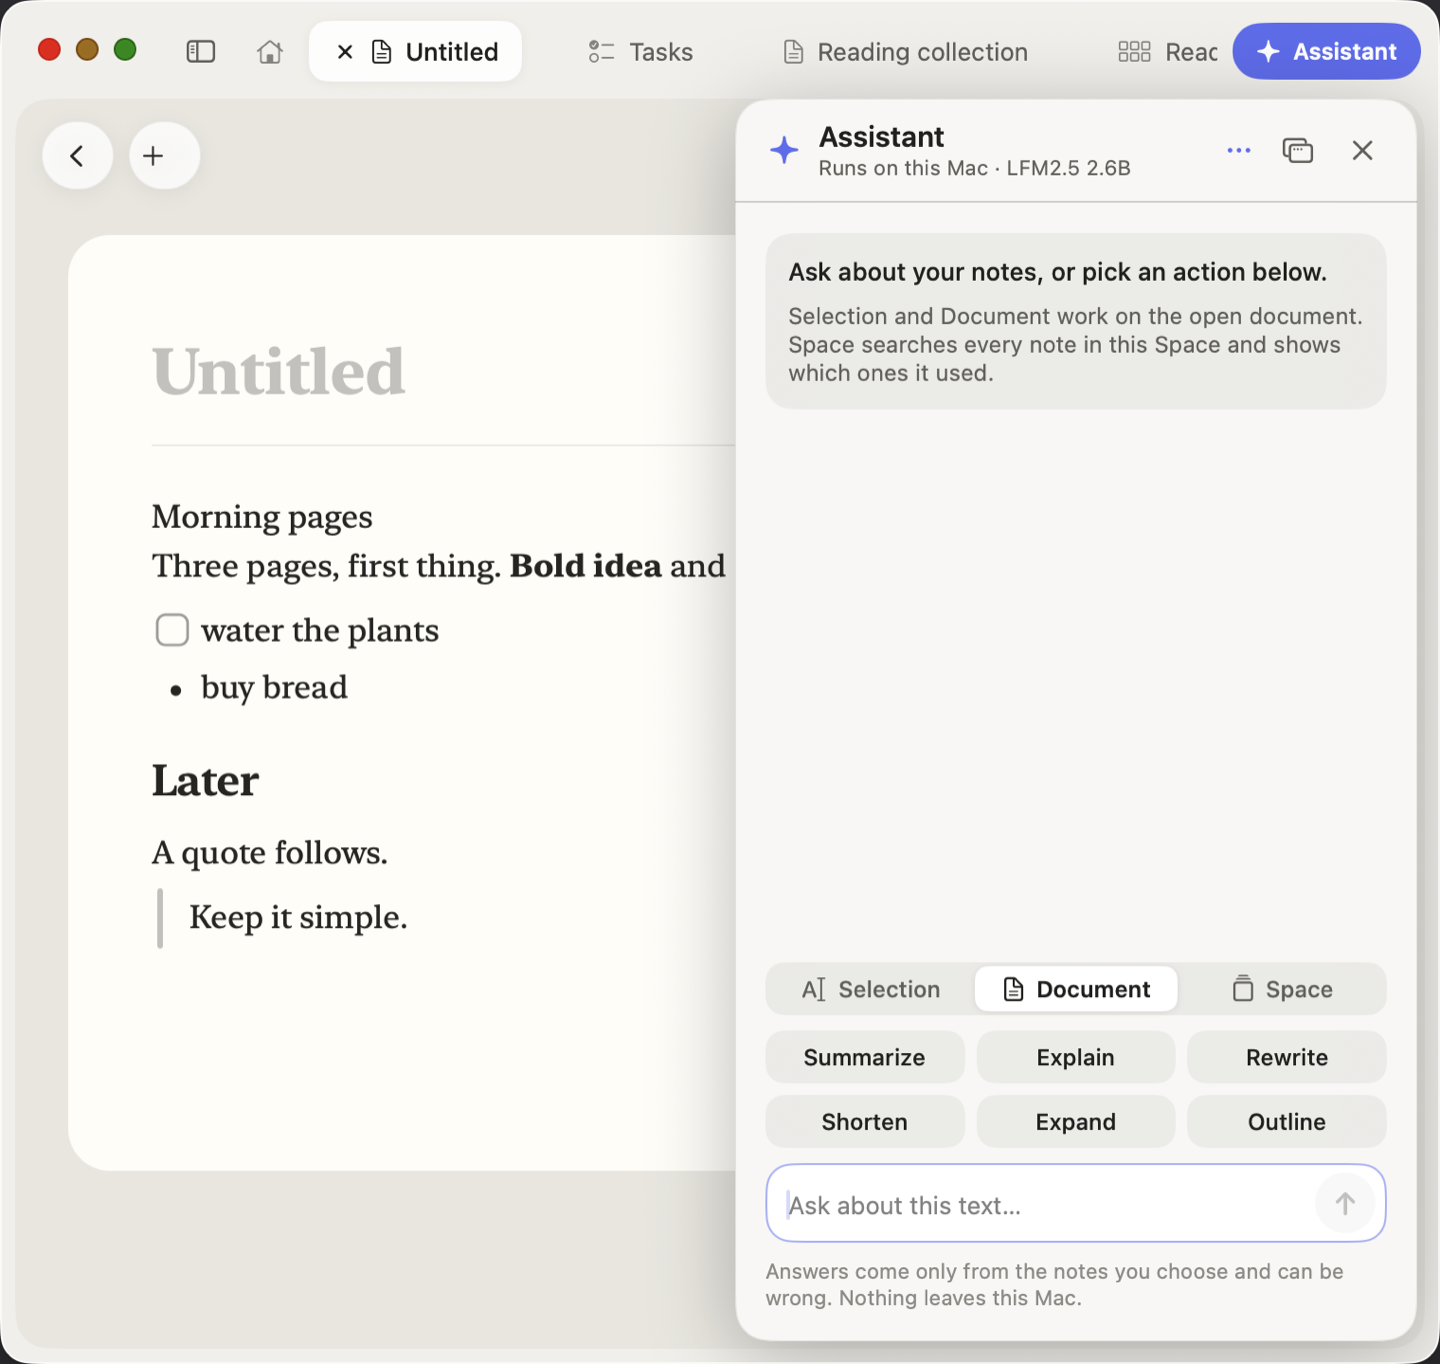 Untitled
Tasks
Reading collection
Reac
Assistant
Untitled
Morning pages
Three pages, first thing. Bold idea and
water the plants
• buy bread
Later
A quote follows.
Keep it simple.
Assistant
Runs on this Mac · LFM2.5 2.6B
Ask about your notes, or pick an action below.
Selection and Document work on the open document.
Space searches every note in this Space and shows
which ones it used.
Selection
Document
Space
Summarize
Explain
Rewrite
Shorten
Expand
Outline
Ask about this text...
Answers come only from the notes you choose and can be
wrong. Nothing leaves this Mac.